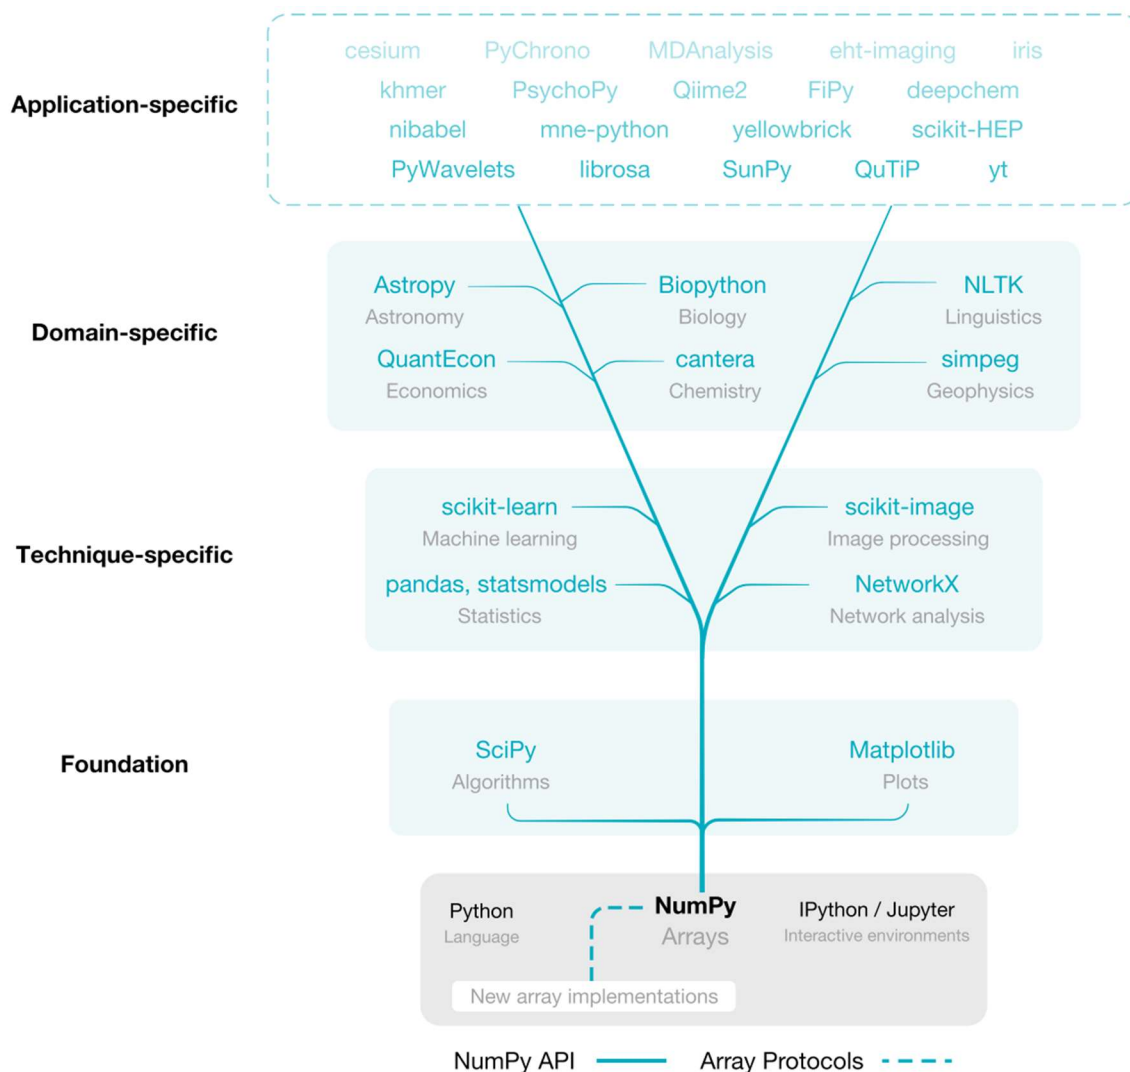 cesium PyChrono MDAnalysis eht-imaging iris
Application-specific
khmer PsychoPy Qiime2 FiPy deepchem
nibabel mne-python yellowbrick scikit-HEP
PyWavelets librosa SunPy QuTiP yt
Astropy Biopython NLTK
Astronomy Biology Linguistics
Domain-specific
QuantEcon cantera simpeg
Economics Chemistry Geophysics
scikit-learn scikit-image
Machine learning Image processing
Technique-specific
pandas, statsmodels NetworkX
Statistics Network analysis
SciPy Matplotlib
Foundation
Algorithms Plots
Python NumPy IPython / Jupyter
Language Arrays Interactive environments
New array implementations
NumPy API Array Protocols